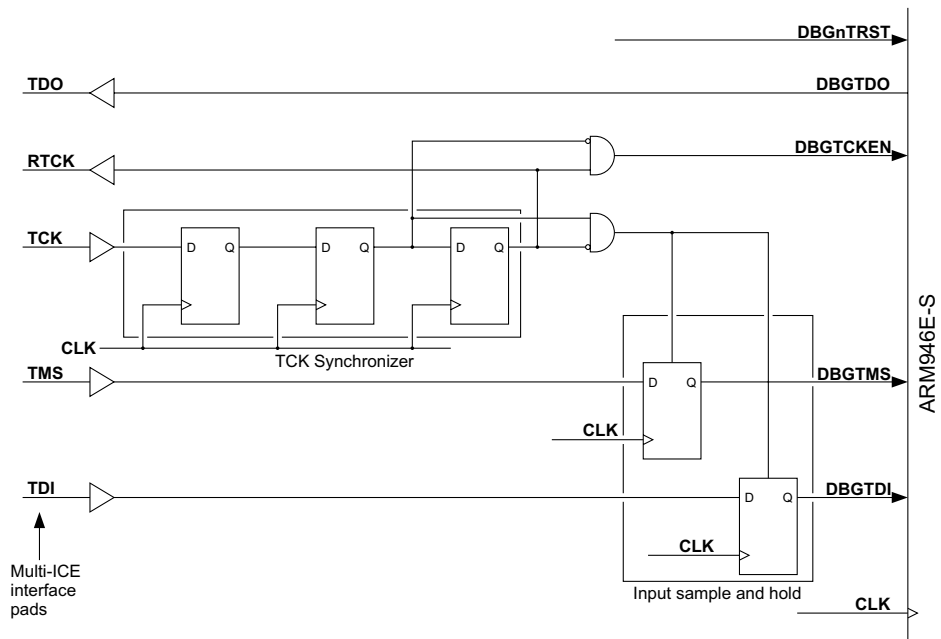 DBGnTRST
TDO
DBGTDO
RTCK
DBGTCKEN
TCK
D Q
D Q
D Q
CLK
TCK Synchronizer
TMS
D Q
DBGTMS
CLK
TDI
D Q
DBGTDI
CLK
Multi-ICE
interface
pads
Input sample and hold
CLK
ARM946E-S